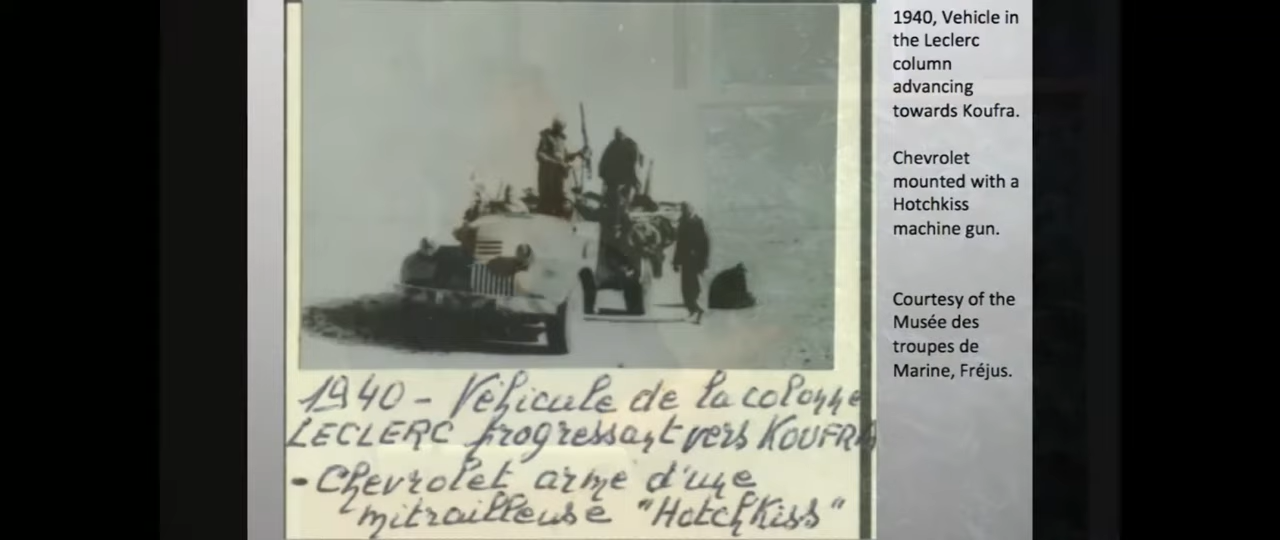 1940 - Véhicule de la colonne
LECLERC progressant vers KOUFRA
- Chevrolet arme d'une
mitrailleuse "Hotchkiss"
1940, Vehicle in
the Leclerc
column
advancing
towards Koufra.
Chevrolet
mounted with a
Hotchkiss
machine gun.
Courtesy of the
Musée des
troupes de
Marine, Fréjus.